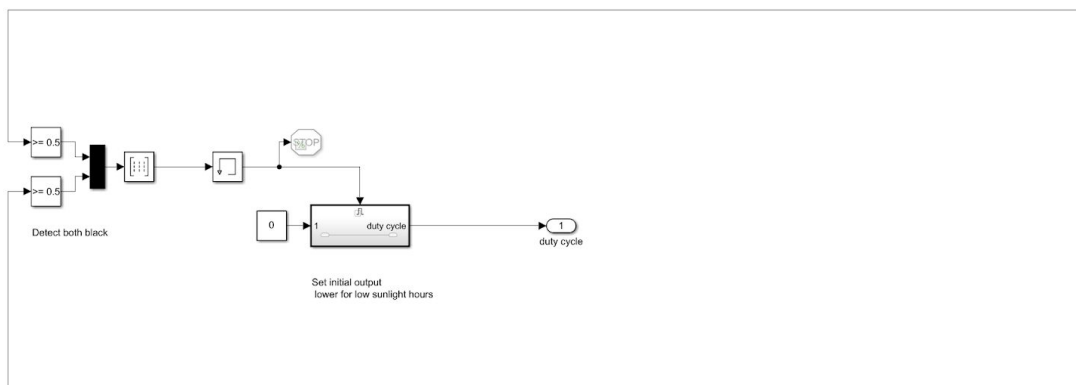 >= 0.5
STOP
>= 0.5
0
1
duty cycle
1
duty cycle
Detect both black
Set initial output
lower for low sunlight hours